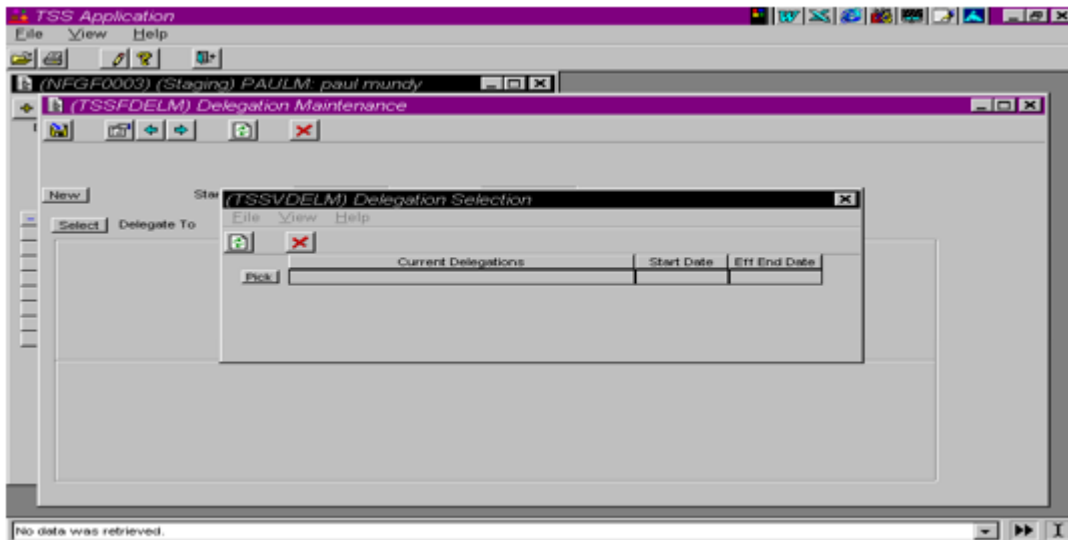 TSS Application
File View Help
(NFGF0003) (Staging) PAULM: paul mundy
(TSSFDELM) Delegation Maintenance
New
Select Delegate To
(TSSVDELM) Delegation Selection
File View Help
Current Delegations Start Date Eff End Date
Pick
No data was retrieved.